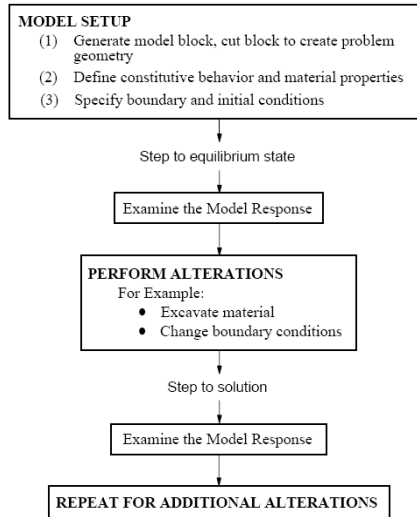 MODEL SETUP
(1) Generate model block, cut block to create problem
geometry
(2) Define constitutive behavior and material properties
(3) Specify boundary and initial conditions
Step to equilibrium state
Examine the Model Response
PERFORM ALTERATIONS
For Example:
● Excavate material
● Change boundary conditions
Step to solution
Examine the Model Response
REPEAT FOR ADDITIONAL ALTERATIONS